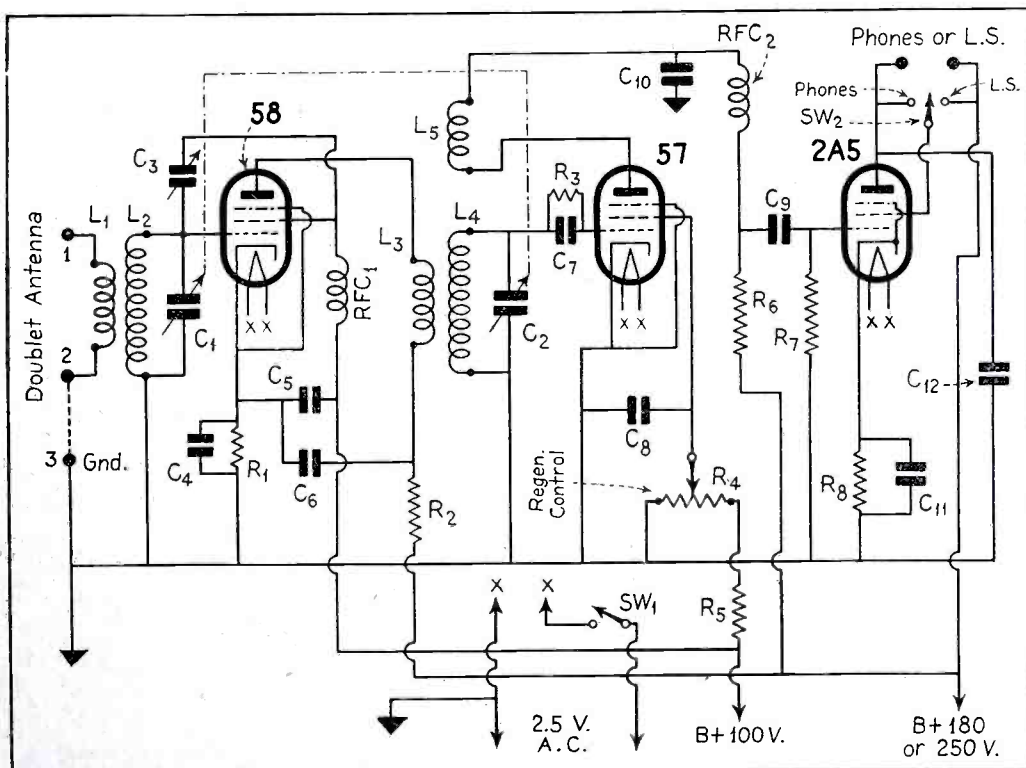 RFC2
Phones or L.S.
C10
Phones
L.S.
SW2
58
57
2A5
C3
L5
R3
C9
Doublet Antenna
L1
L2
L3
L4
C7
1
RFC1
C1
C2
R6
R7
X X
X X
X X
2
C5
C12
C8
3
Gnd.
C4
R1
C6
R2
Regen.
Control
R4
R8
C11
X
X
SW1
R5
2.5 V.
A.C.
B+100V.
B+180
or 250 V.